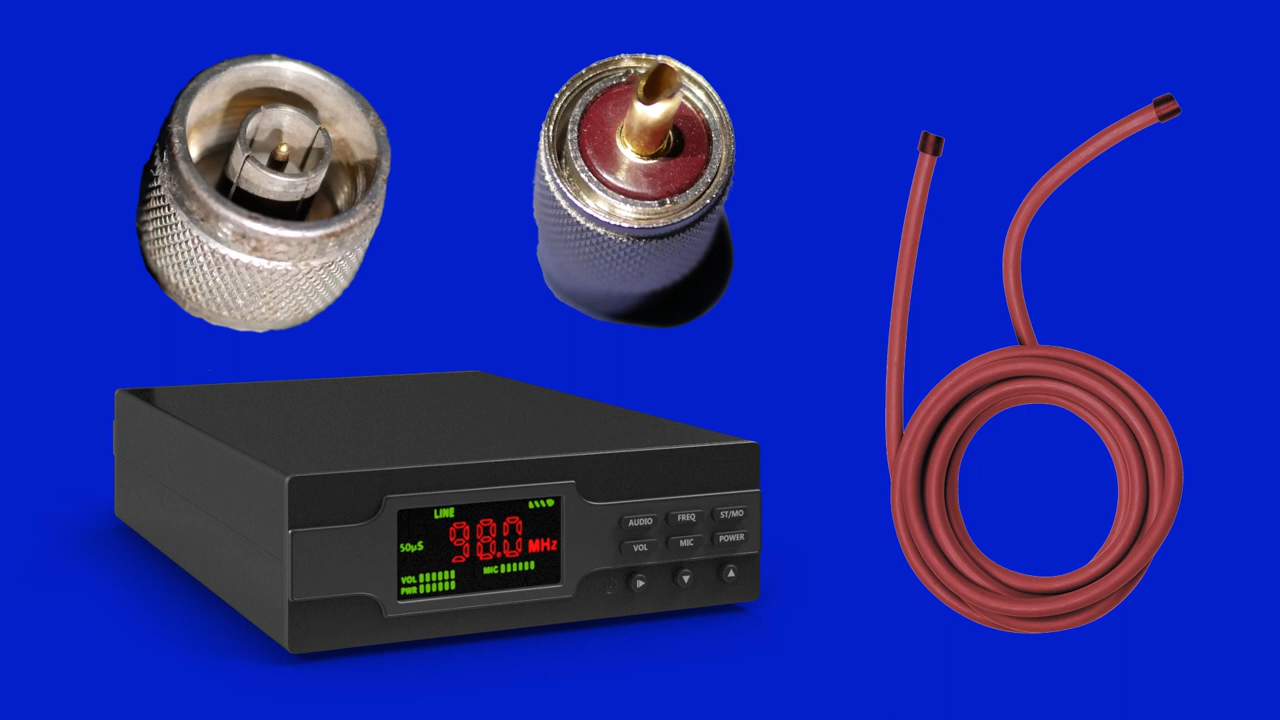 LINE
50µS
98.0 MHz
VOL
PWR
MIC
AUDIO
FREQ
ST/MO
VOL
MIC
POWER